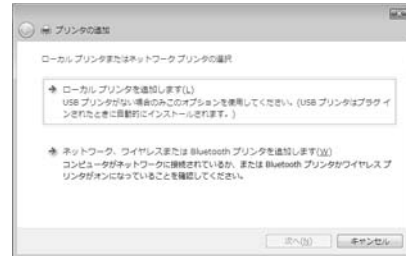 プリンタの追加
ローカル プリンタまたはネットワーク プリンタの選択
ローカル プリンタを追加します(L)
USB プリンタがない場合のみこのオプションを使用してください。(USB プリンタはプラグ イ
ンされたときに自動的にインストールされます。)
ネットワーク、ワイヤレスまたは Bluetooth プリンタを追加します(W)
コンピュータがネットワークに接続されているか、または Bluetooth プリンタかワイヤレス プ
リンタがオンになっていることを確認してください。
次へ(N)
キャンセル